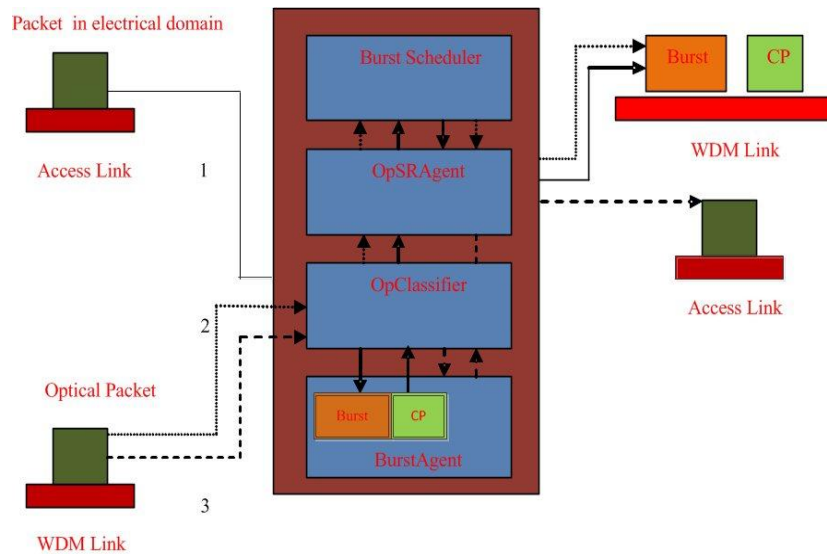 Packet in electrical domain
Access Link
1
2
Optical Packet
3
WDM Link
Burst Scheduler
OpSRAgent
OpClassifier
Burst
CP
BurstAgent
Burst
CP
WDM Link
Access Link